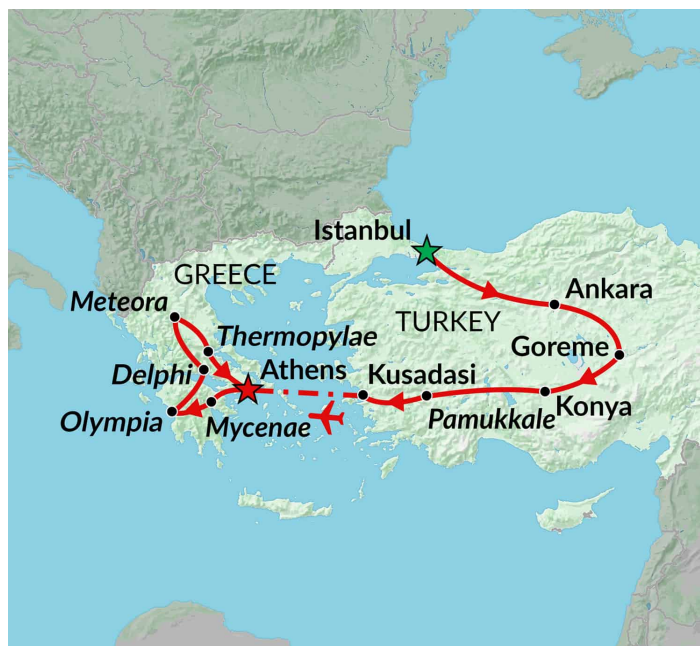 Istanbul
GREECE
Ankara
Meteora
TURKEY
Thermopylae
Goreme
Delphi
Athens
Kusadasi
Konya
Olympia
Mycenae
Pamukkale